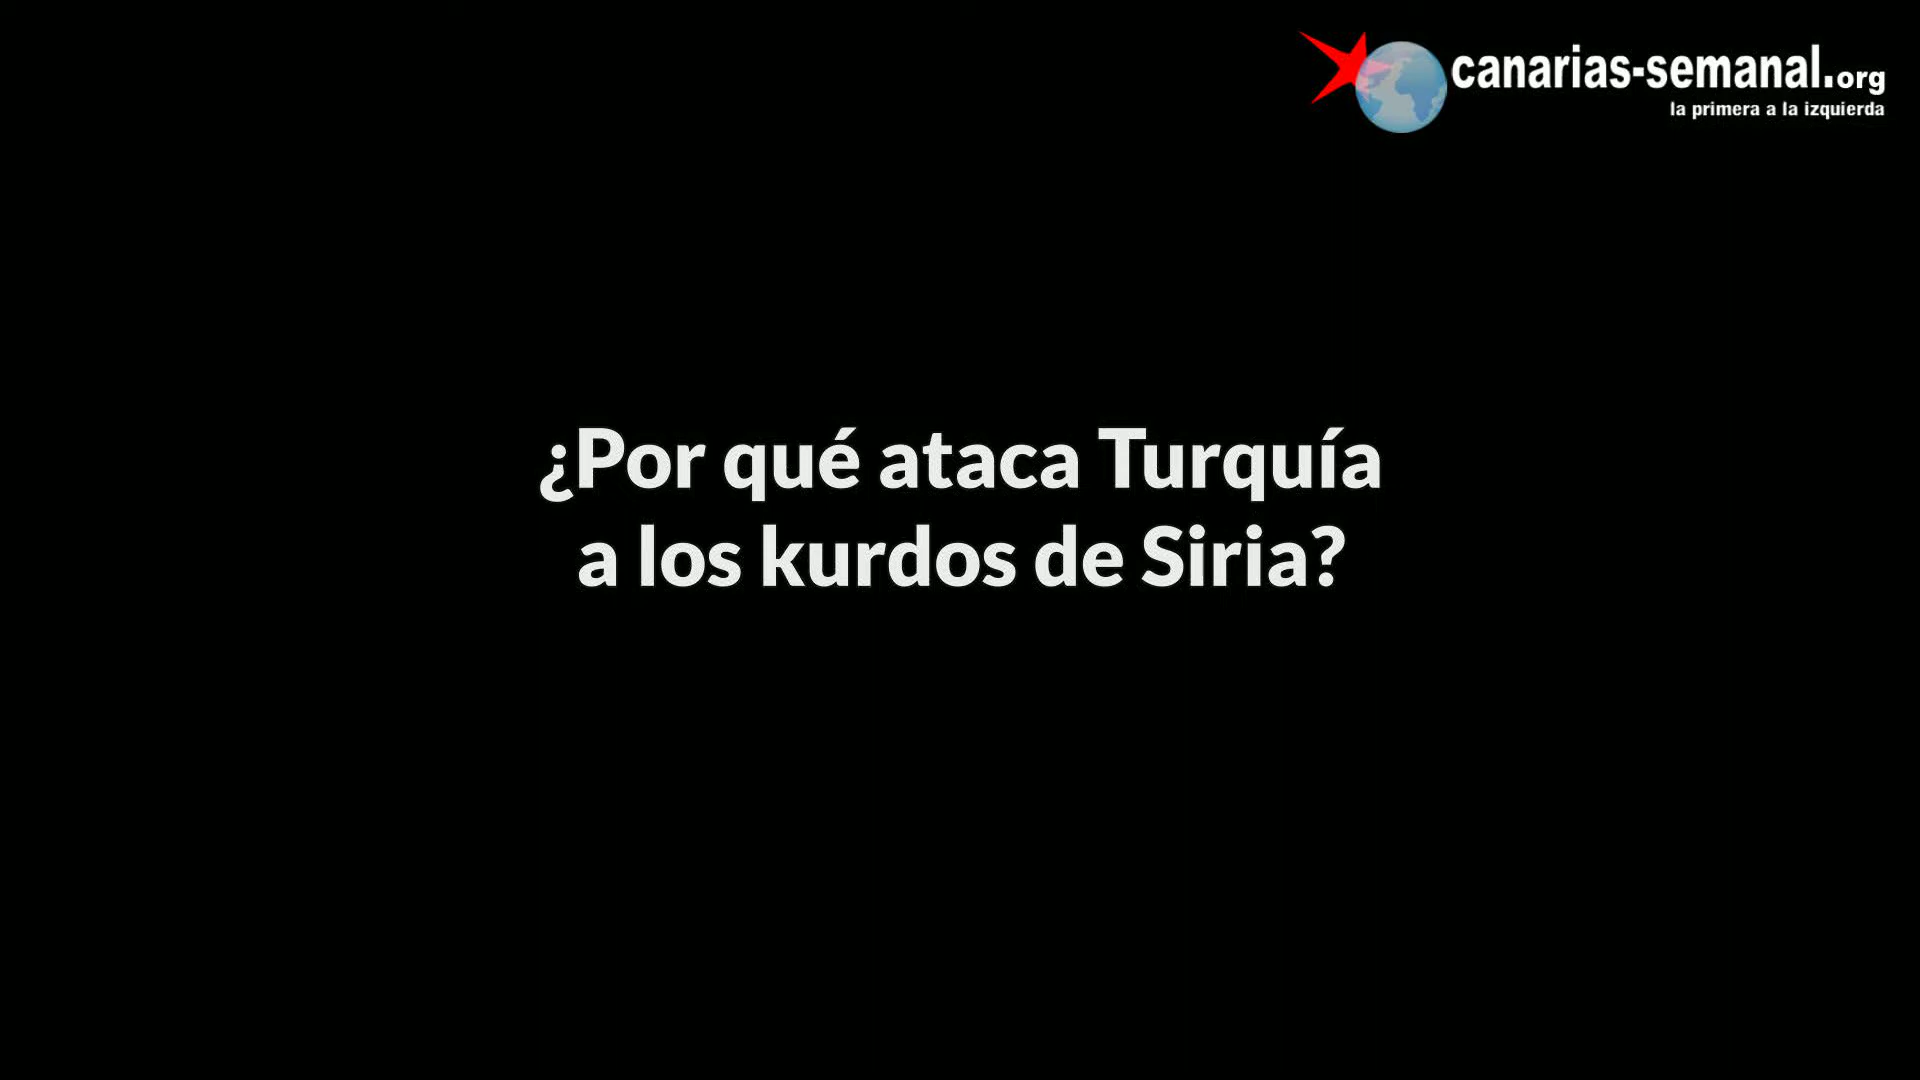 canarias-semanal.org
la primera a la izquierda
¿Por qué ataca Turquía
a los kurdos de Siria?